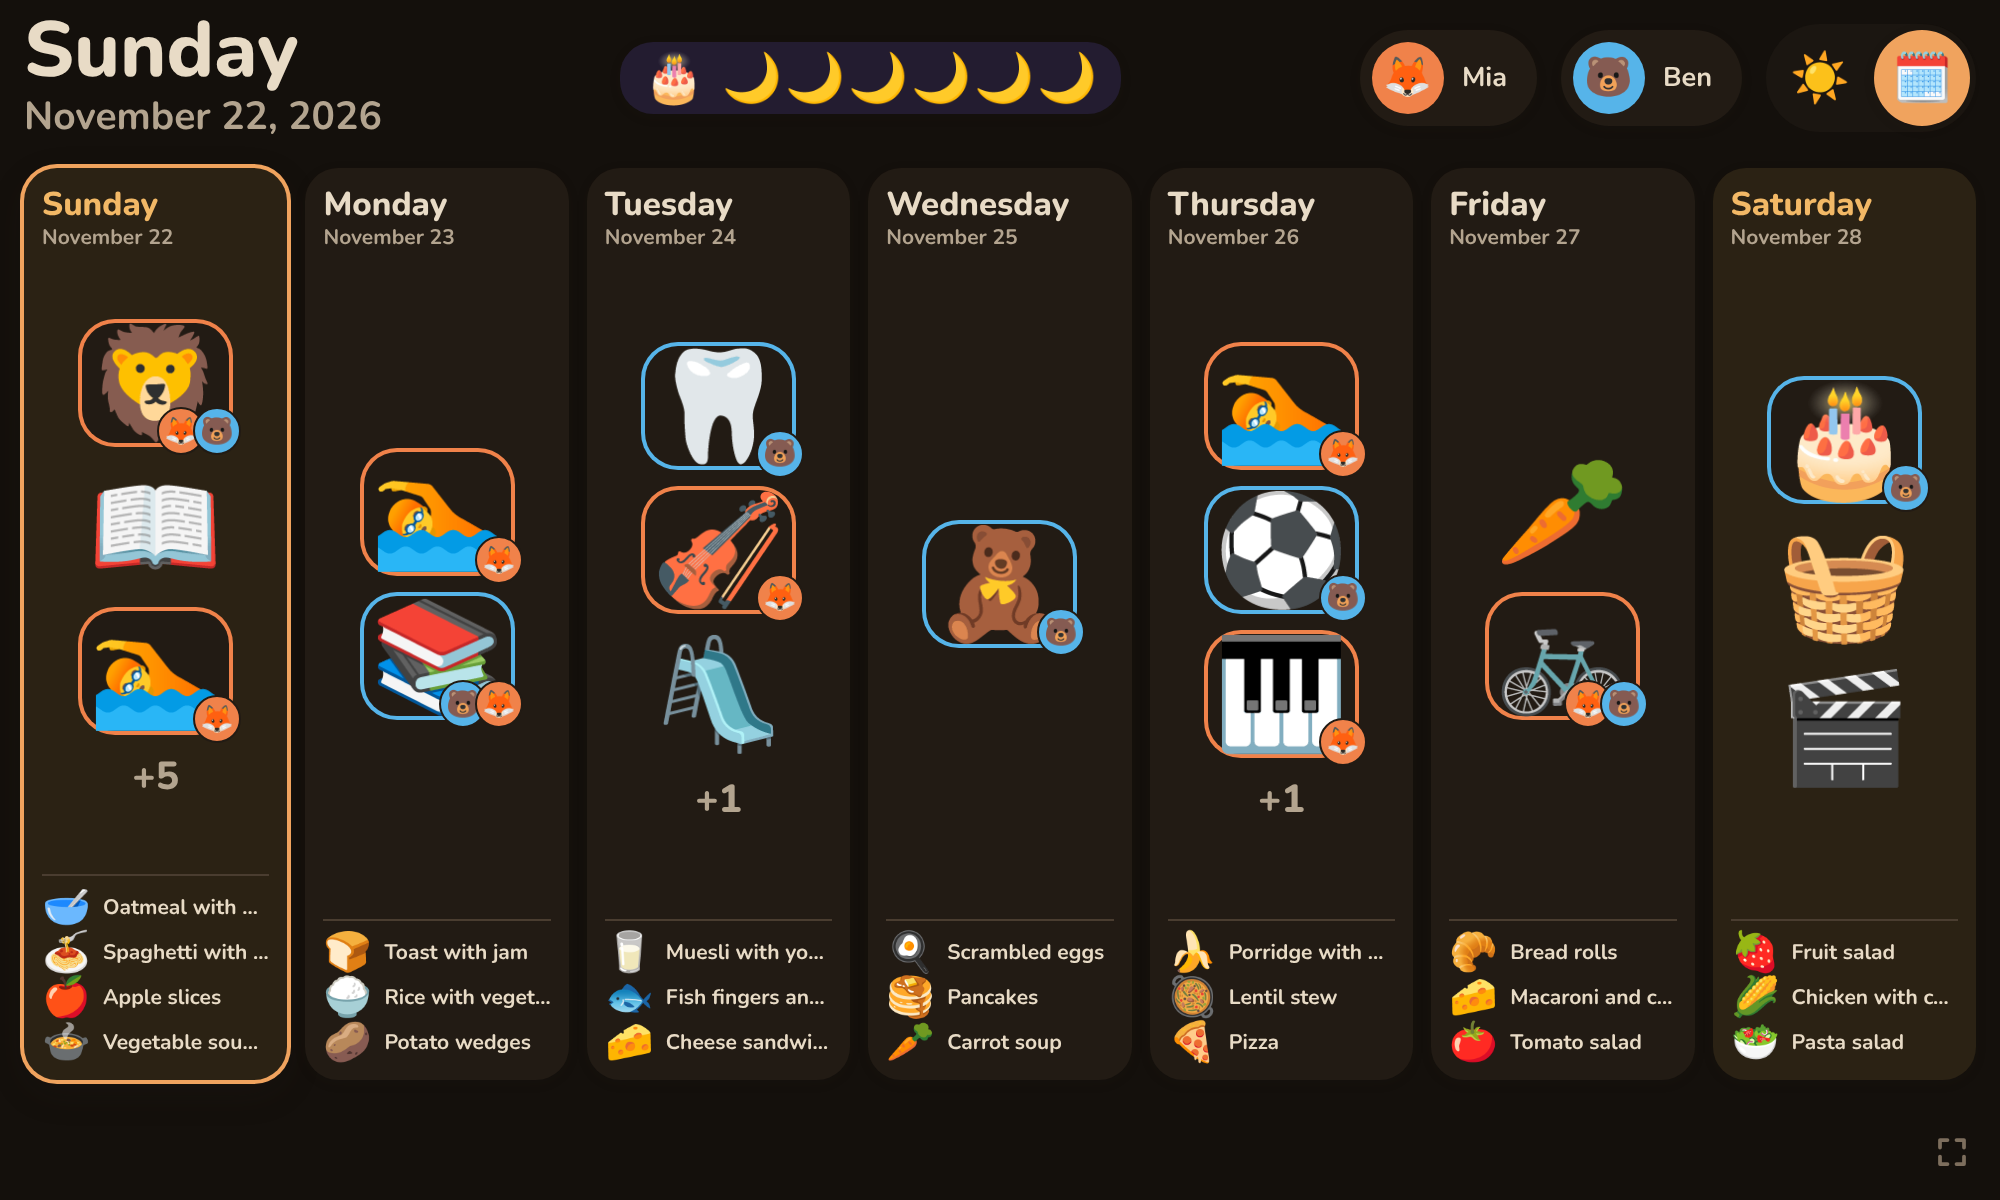 Sunday
November 22, 2026
Mia
Ben
Sunday
November 22
+5
Oatmeal with ...
Spaghetti with ...
Apple slices
Vegetable sou...
Monday
November 23
Toast with jam
Rice with veget...
Potato wedges
Tuesday
November 24
+1
Muesli with yo...
Fish fingers an...
Cheese sandwi...
Wednesday
November 25
Scrambled eggs
Pancakes
Carrot soup
Thursday
November 26
+1
Porridge with ...
Lentil stew
Pizza
Friday
November 27
Bread rolls
Macaroni and c...
Tomato salad
Saturday
November 28
Fruit salad
Chicken with c...
Pasta salad